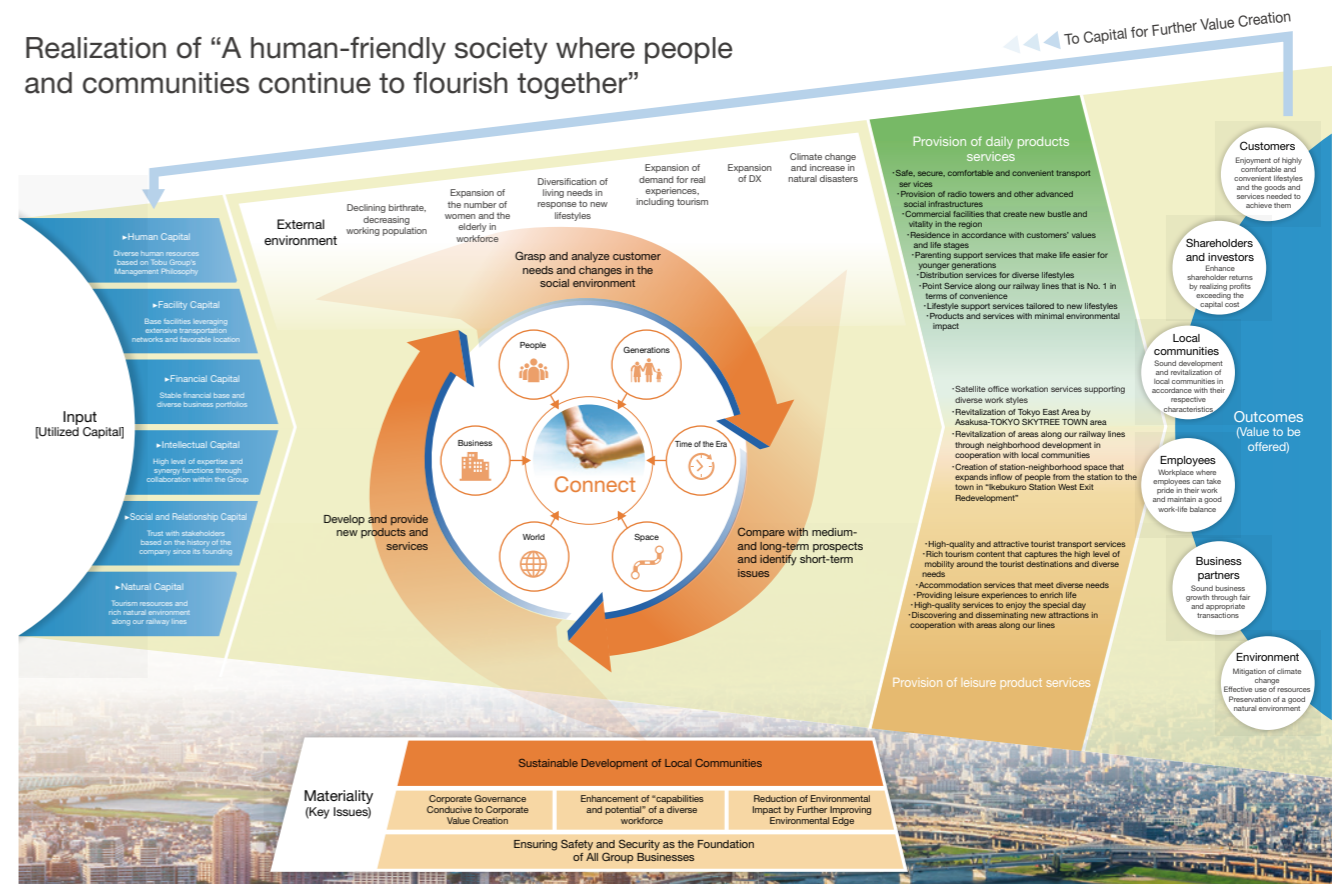 Realization of “A human-friendly society where people
and communities continue to flourish together”
To Capital for Further Value Creation
Input
[Utilized Capital]
▸Human Capital
Diverse human resources
based on Tobu Group's
Management Philosophy
▸Facility Capital
Base facilities leveraging
extensive transportation
networks and favorable location
▸Financial Capital
Stable financial base and
diverse business portfolios
▸Intellectual Capital
High level of expertise and
synergy functions through
collaboration within the Group
▸Social and Relationship Capital
Trust with stakeholders
based on the history of the
company since its founding
▸Natural Capital
Tourism resources and
rich natural environment
along our railway lines
External
environment
Declining birthrate,
decreasing
working population
Expansion of
the number of
women and the
elderly in
workforce
Diversification of
living needs in
response to new
lifestyles
Expansion of
demand for real
experiences,
including tourism
Expansion
of DX
Climate change
and increase in
natural disasters
Grasp and analyze customer
needs and changes in the
social environment
Compare with medium-
and long-term prospects
and identify short-term
issues
Develop and provide
new products and
services
People
Generations
Business
Time of the Era
World
Space
Connect
Provision of daily products
services
・Safe, secure, comfortable and convenient transport
ser vices
・Provision of radio towers and other advanced
social infrastructures
・Commercial facilities that create new bustle and
vitality in the region
・Residence in accordance with customers' values
and life stages
・Parenting support services that make life easier for
younger generations
・Distribution services for diverse lifestyles
・Point Service along our railway lines that is No. 1 in
terms of convenience
・Lifestyle support services tailored to new lifestyles
・Products and services with minimal environmental
impact
・Satellite office workation services supporting
diverse work styles
・Revitalization of Tokyo East Area by
Asakusa-TOKYO SKYTREE TOWN area
・Revitalization of areas along our railway lines
through neighborhood development in
cooperation with local communities
・Creation of station-neighborhood space that
expands inflow of people from the station to the
town in “Ikebukuro Station West Exit
Redevelopment”
・High-quality and attractive tourist transport services
・Rich tourism content that captures the high level of
mobility around the tourist destinations and diverse
needs
・Accommodation services that meet diverse needs
・Providing leisure experiences to enrich life
・High-quality services to enjoy the special day
・Discovering and disseminating new attractions in
cooperation with areas along our lines
Provision of leisure product services
Customers
Enjoyment of highly
comfortable and
convenient lifestyles
and the goods and
services needed to
achieve them
Shareholders
and investors
Enhance
shareholder returns
by realizing profits
exceeding the
capital cost
Local
communities
Sound development
and revitalization of
local communities in
accordance with their
respective
characteristics
Employees
Workplace where
employees can take
pride in their work
and maintain a good
work-life balance
Business
partners
Sound business
growth through fair
and appropriate
transactions
Environment
Mitigation of climate
change
Effective use of resources
Preservation of a good
natural environment
Outcomes
(Value to be
offered)
Materiality
(Key Issues)
Sustainable Development of Local Communities
Corporate Governance
Conducive to Corporate
Value Creation
Enhancement of “capabilities
and potential” of a diverse
workforce
Reduction of Environmental
Impact by Further Improving
Environmental Edge
Ensuring Safety and Security as the Foundation
of All Group Businesses